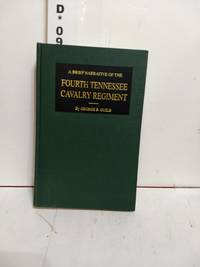 D* 09
A BRIEF NARRATIVE OF THE
FOURTH TENNESSEE
CAVALRY REGIMENT
By GEORGE B. GUILD